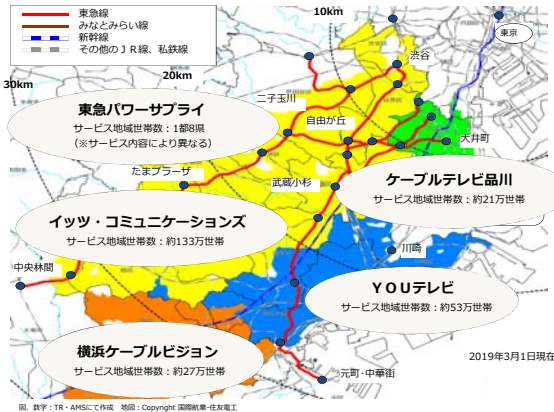 東急線
みなとみらい線
新幹線
その他のＪＲ線、私鉄線
10km
東京
渋谷
20km
30km
二子玉川
東急パワーサプライ
サービス地域世帯数：1都8県
（※サービス内容により異なる）
自由が丘
大井町
たまプラーザ
武蔵小杉
ケーブルテレビ品川
サービス地域世帯数：約21万世帯
イッツ・コミュニケーションズ
サービス地域世帯数：約133万世帯
川崎
中央林間
ＹＯＵテレビ
サービス地域世帯数：約53万世帯
横浜ケーブルビジョン
サービス地域世帯数：約27万世帯
2019年3月1日現在
元町・中華街
図、数字：TR・AMSにて作成　地図：Copyright 国際航業・住友電工